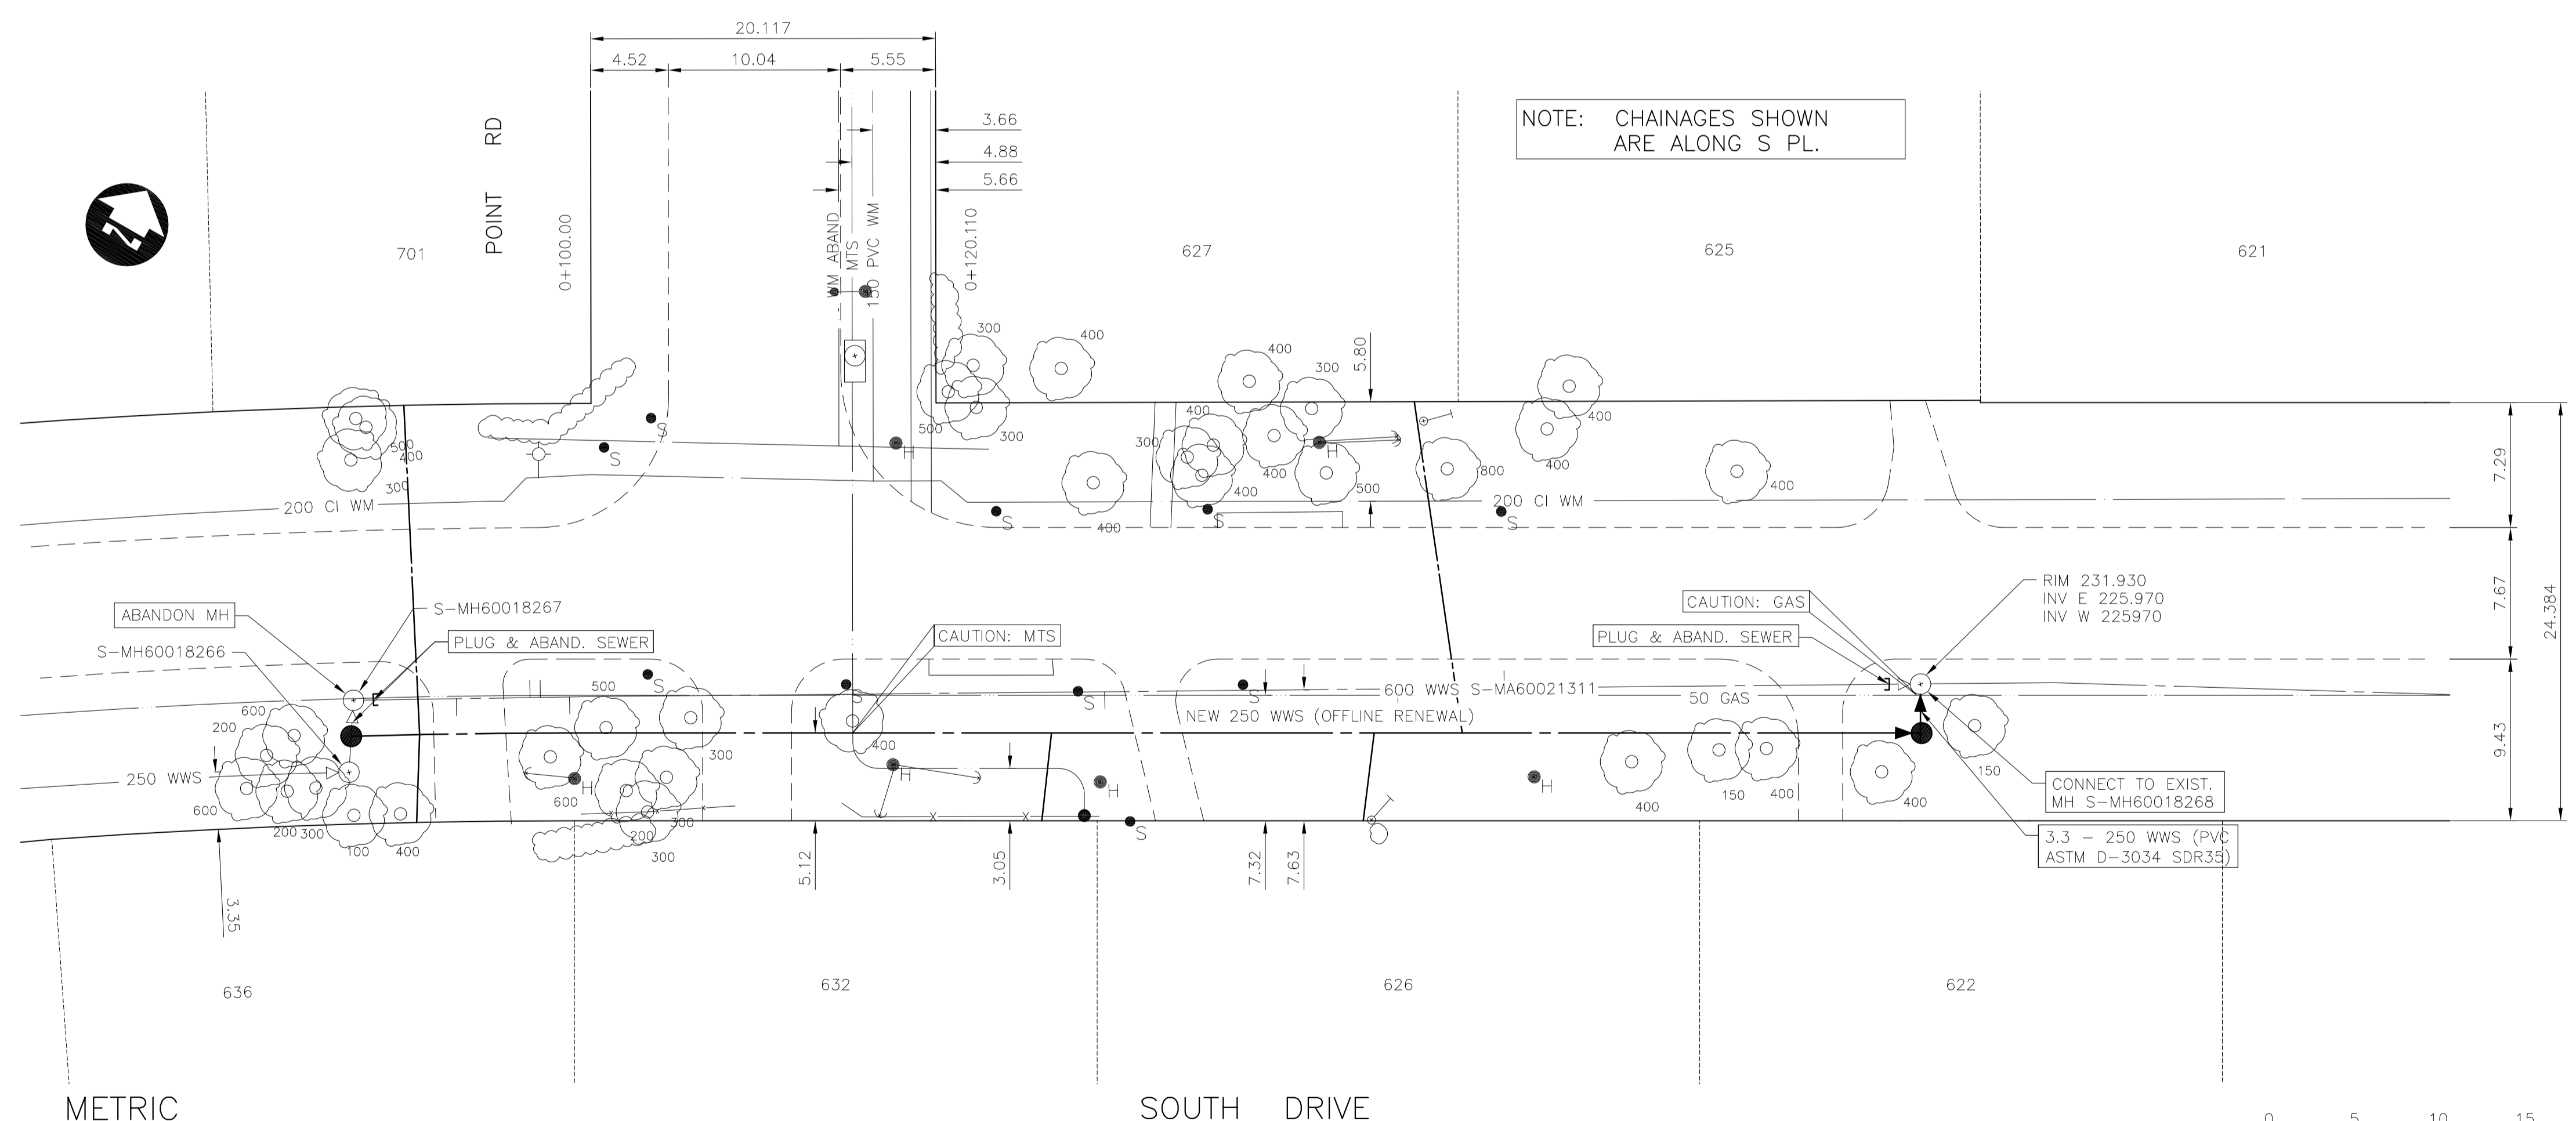 20.117
4.52
10.04
5.55
3.66
4.88
5.66
NOTE: CHAINAGES SHOWN
ARE ALONG S PL.
N
POINT RD
701
0+100.00
WM ABAND
MTS
150 PVC WM
0+120.110
627
625
621
300
400
400
300
5.80
500
300
400
300
400
400
500
800
400
400
400
400
500
400
300
S
S
H
H
S
S
S
200 CI WM
200 CI WM
7.29
7.67
24.384
9.43
RIM 231.930
INV E 225.970
INV W 225970
ABANDON MH
S-MH60018267
S-MH60018266
PLUG & ABAND. SEWER
CAUTION: MTS
CAUTION: GAS
PLUG & ABAND. SEWER
S
S
S
S
600 WWS S-MA60021311
50 GAS
NEW 250 WWS (OFFLINE RENEWAL)
500
600
200
300
400
250 WWS
H
H
H
H
600
600
200
300
100
400
300
200
300
400
150
400
400
150
S
CONNECT TO EXIST.
MH S-MH60018268
3.3 - 250 WWS (PVC
ASTM D-3034 SDR35)
5.12
3.05
7.32
7.63
3.35
636
632
626
622
METRIC
SOUTH DRIVE
0 5 10 15